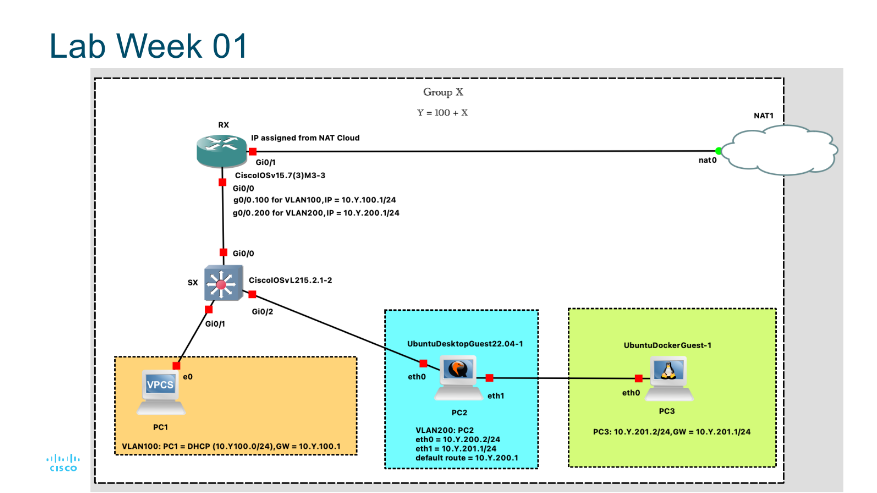 Lab Week 01
Group X
Y = 100 + X
RX
NAT1
IP assigned from NAT Cloud
Gi0/1
nat0
CiscoIOSv15.7(3)M3-3
Gi0/0
g0/0.100 for VLAN100,IP = 10.Y.100.1/24
g0/0.200 for VLAN200,IP = 10.Y.200.1/24
Gi0/0
SX
CiscoIOSvL215.2.1-2
Gi0/2
Gi0/1
UbuntuDesktopGuest22.04-1
UbuntuDockerGuest-1
eth0
e0
VPCS
eth1
eth0
PC2
PC3
PC1
VLAN200: PC2
eth0 = 10.Y.200.2/24
eth1 = 10.Y.201.1/24
default route = 10.Y.200.1
PC3: 10.Y.201.2/24,GW = 10.Y.201.1/24
VLAN100: PC1 = DHCP (10.Y100.0/24),GW = 10.Y.100.1
CISCO